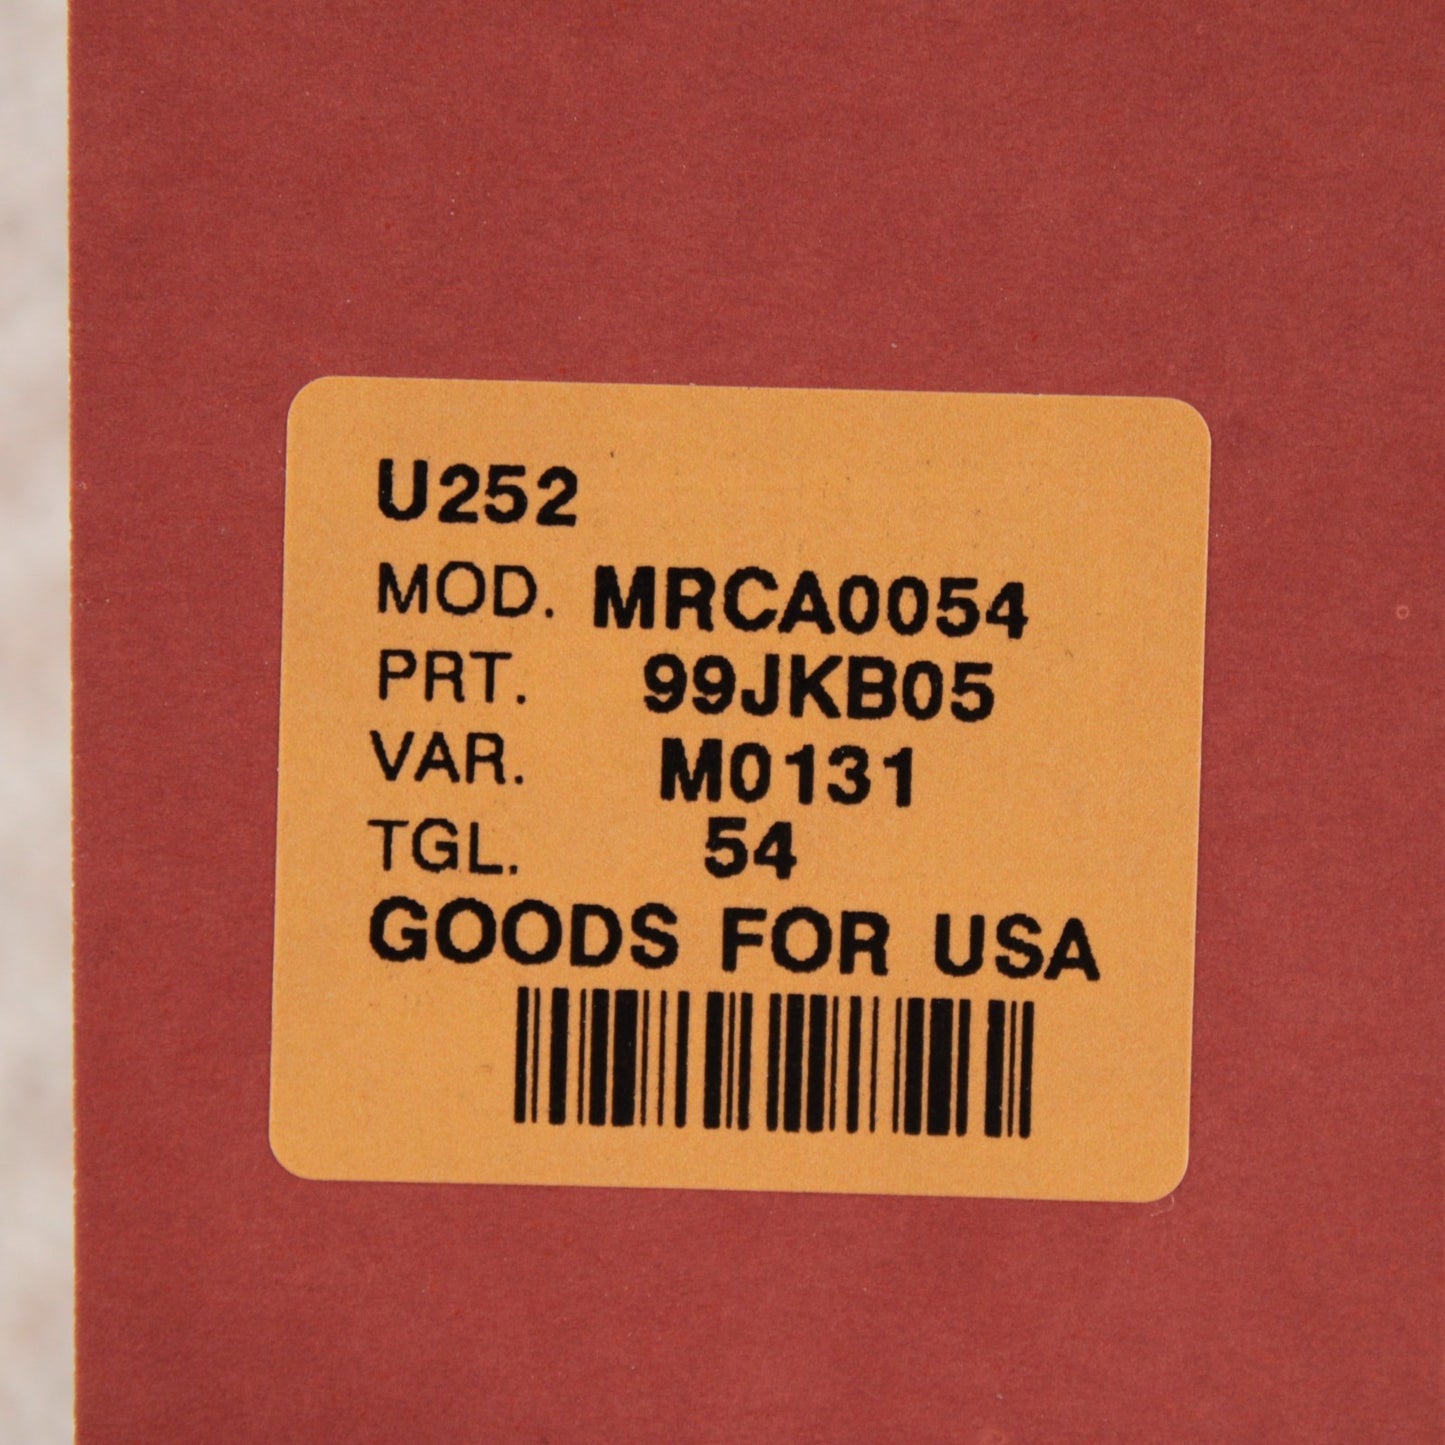 U252
MOD. MRCA0054
PRT. 99JKB05
VAR. M0131
TGL. 54
GOODS FOR USA